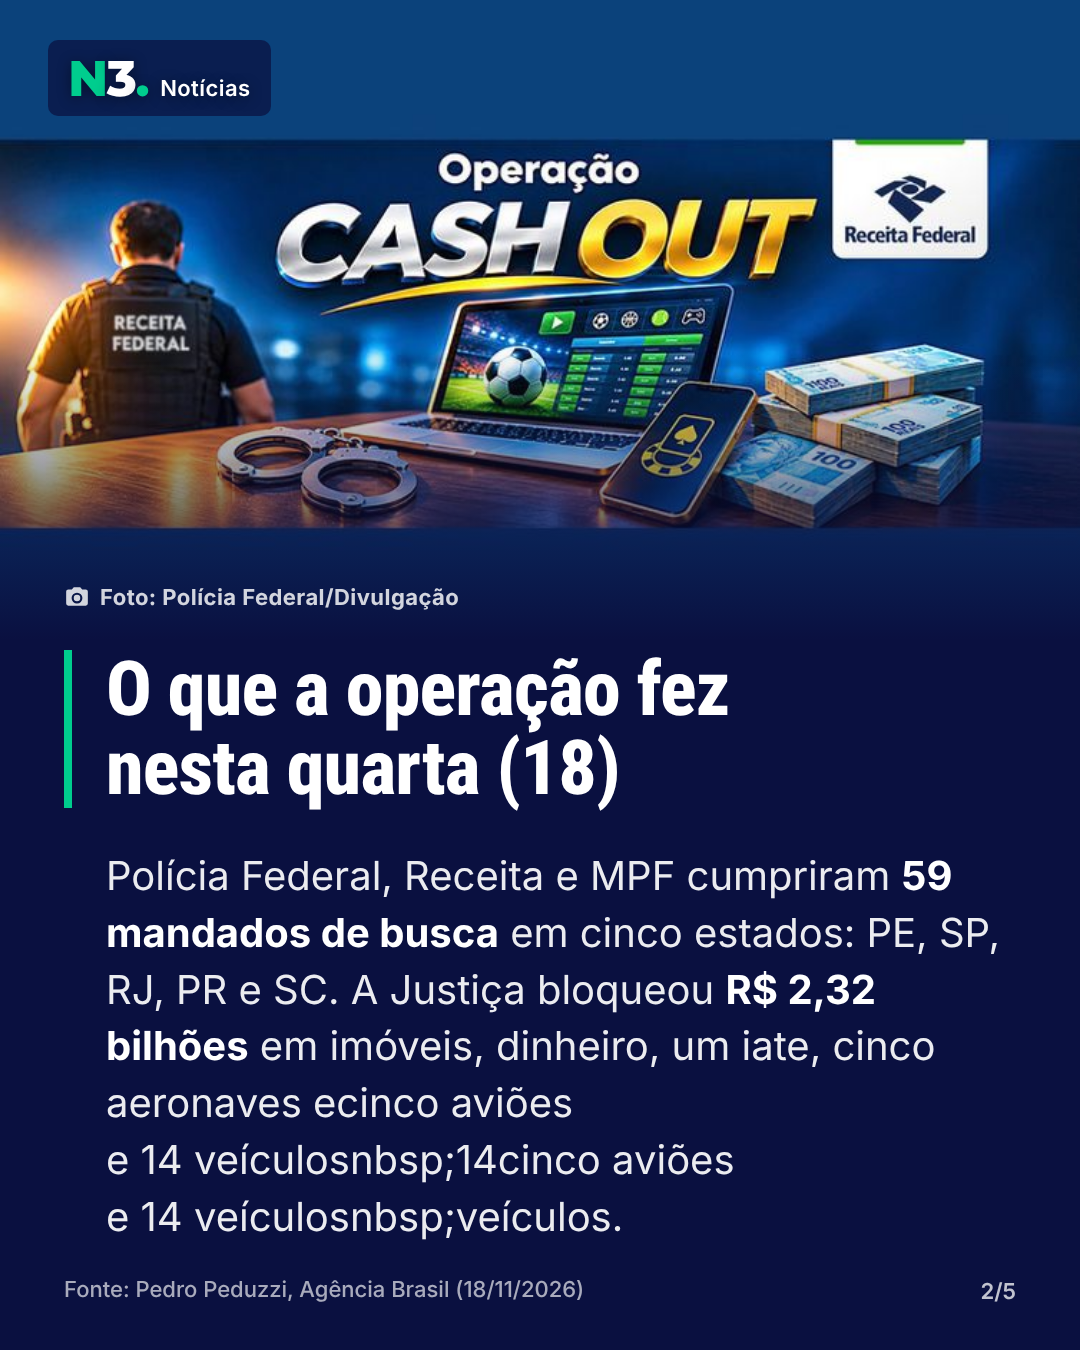 N3. Notícias
Operação
CASH OUT
Receita Federal
RECEITA
FEDERAL
100
100
100
Foto: Polícia Federal/Divulgação
O que a operação fez
nesta quarta (18)
Polícia Federal, Receita e MPF cumpriram 59
mandados de busca em cinco estados: PE, SP,
RJ, PR e SC. A Justiça bloqueou R$ 2,32
bilhões em imóveis, dinheiro, um iate, cinco
aeronaves ecinco aviões
e 14 veículosnbsp;14cinco aviões
e 14 veículosnbsp;veículos.
Fonte: Pedro Peduzzi, Agência Brasil (18/11/2026)
2/5